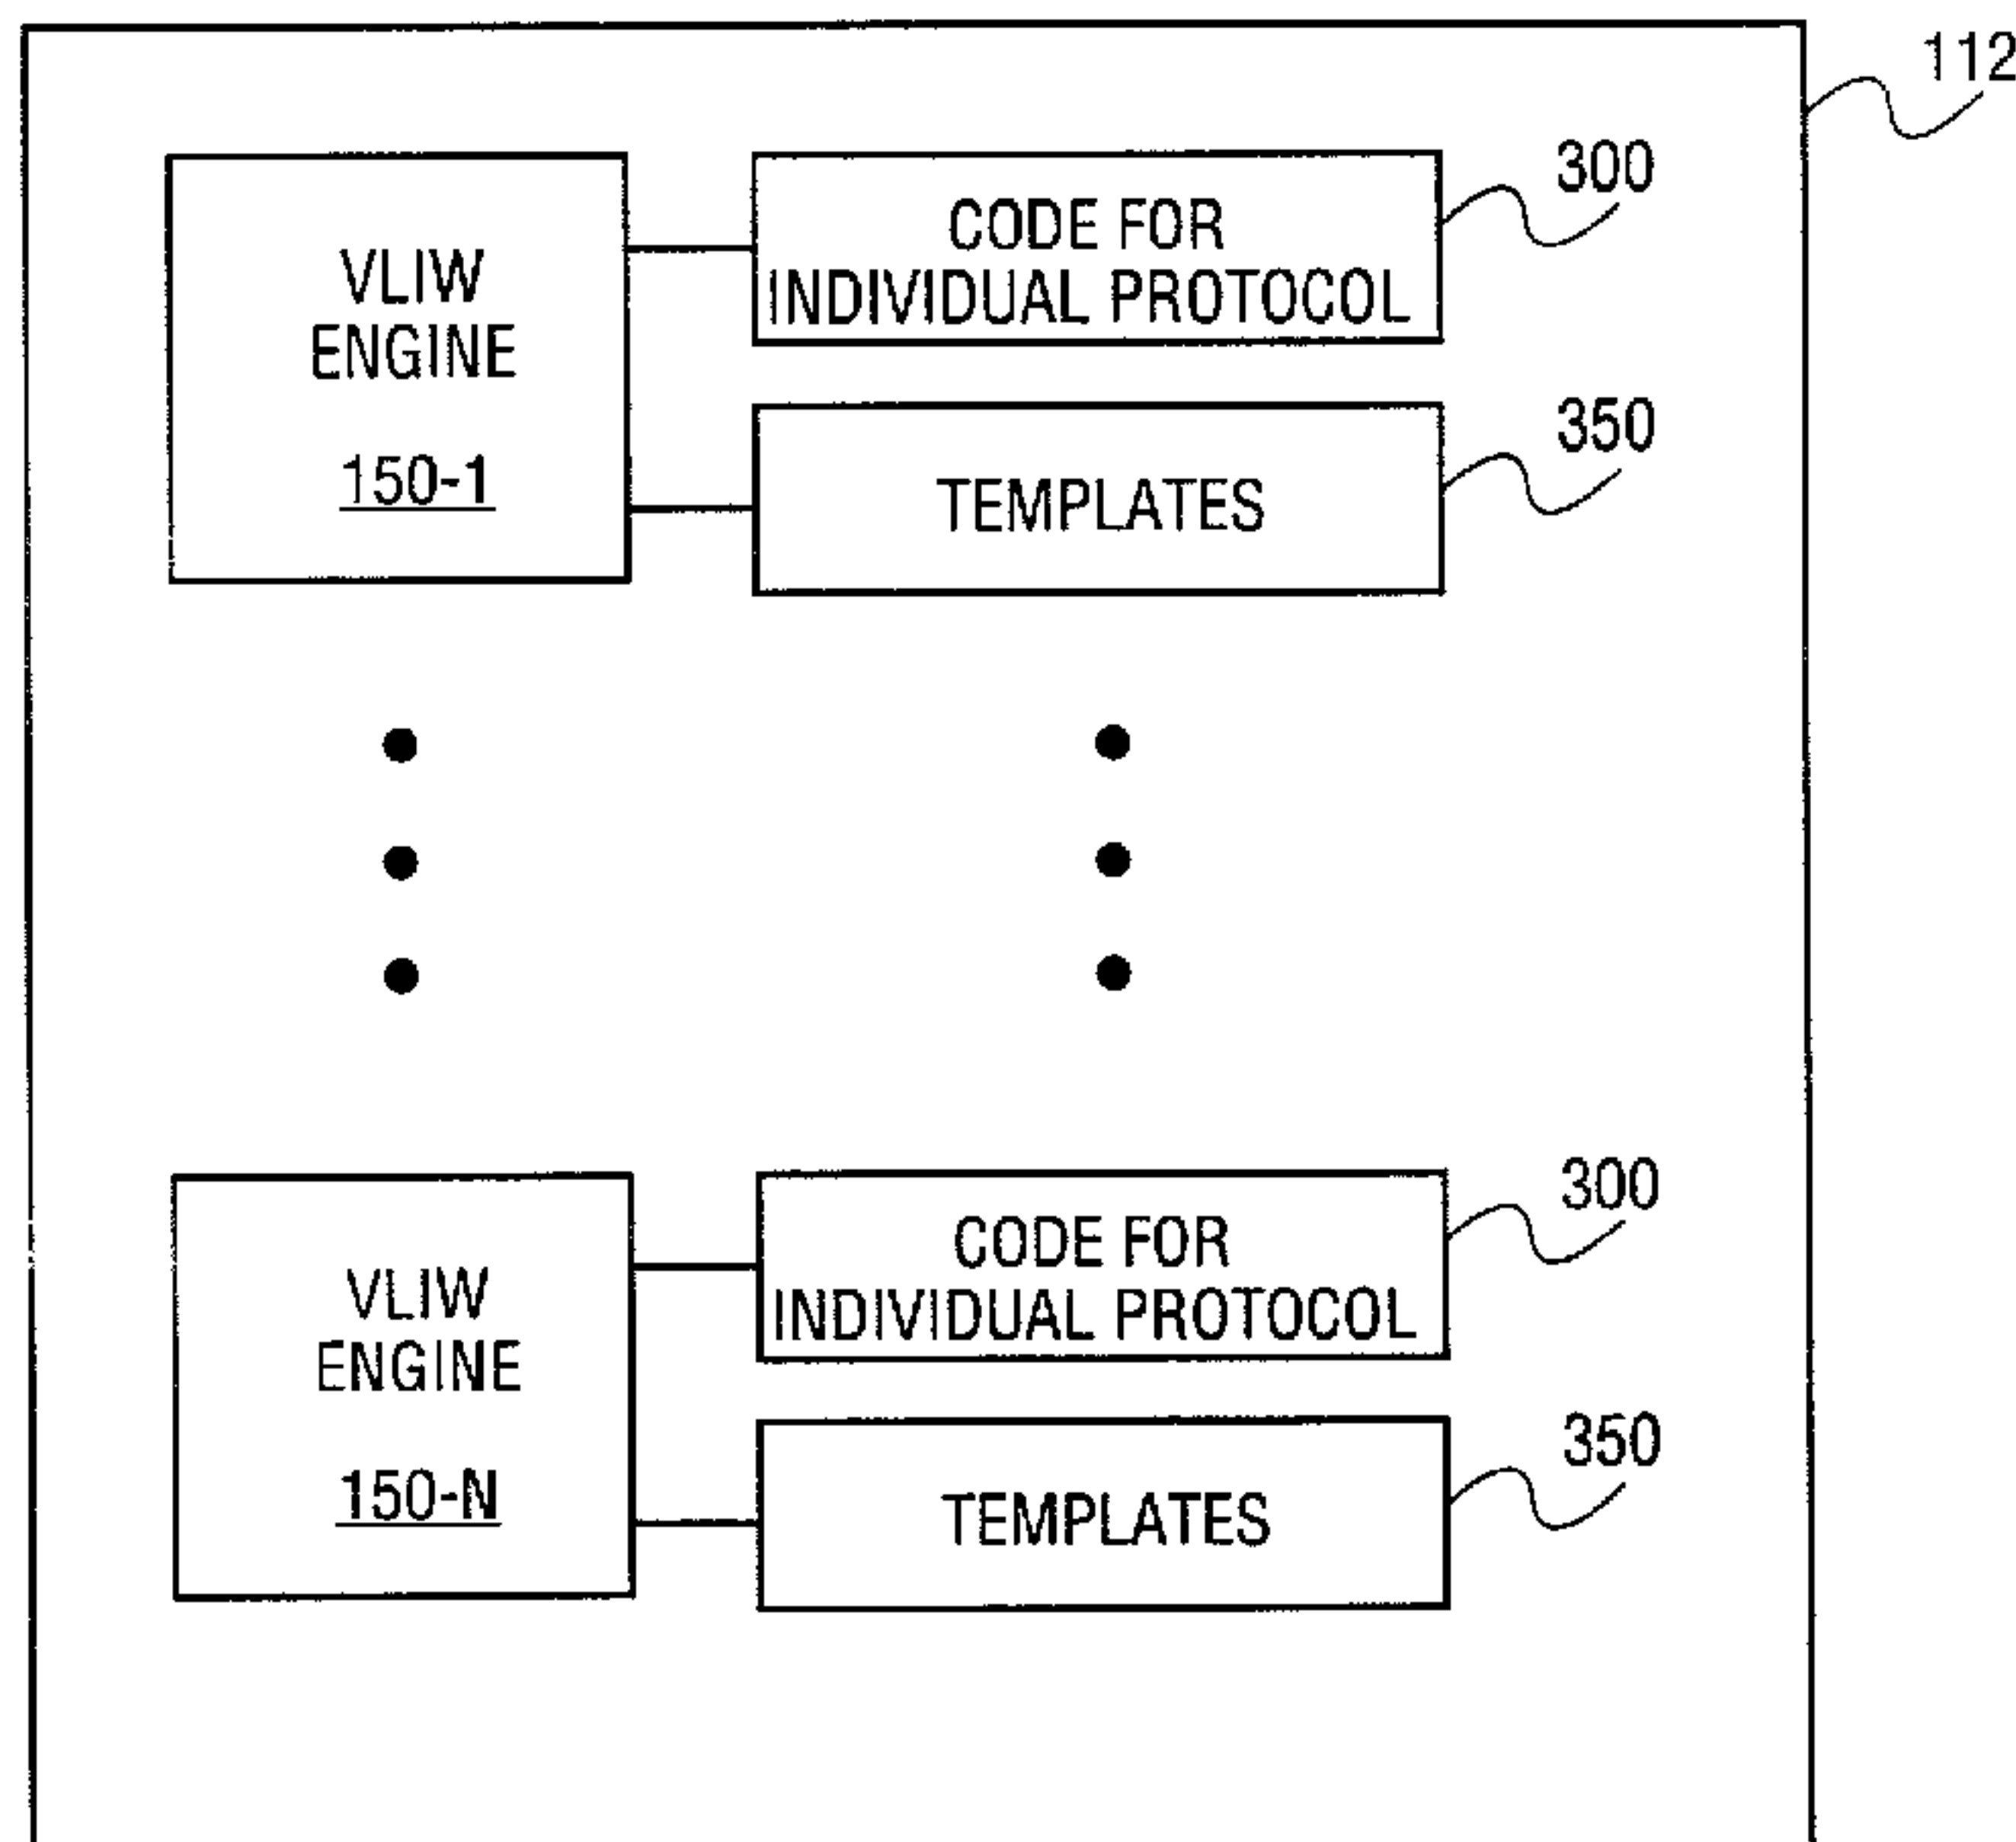 112
VLIW
ENGINE
150-1
CODE FOR
INDIVIDUAL PROTOCOL
300
TEMPLATES
350
VLIW
ENGINE
150-N
CODE FOR
INDIVIDUAL PROTOCOL
300
TEMPLATES
350